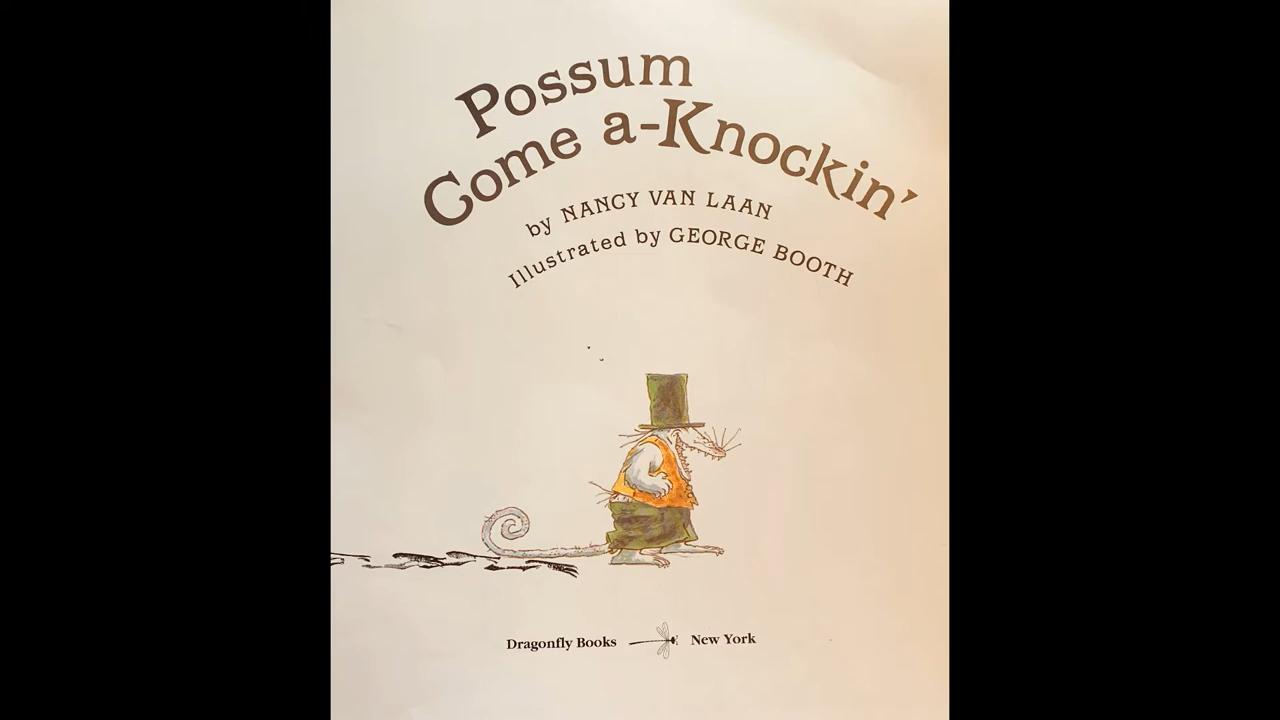 Possum
Come a-Knockin'
by NANCY VAN LAAN
Illustrated by GEORGE BOOTH
Dragonfly Books New York